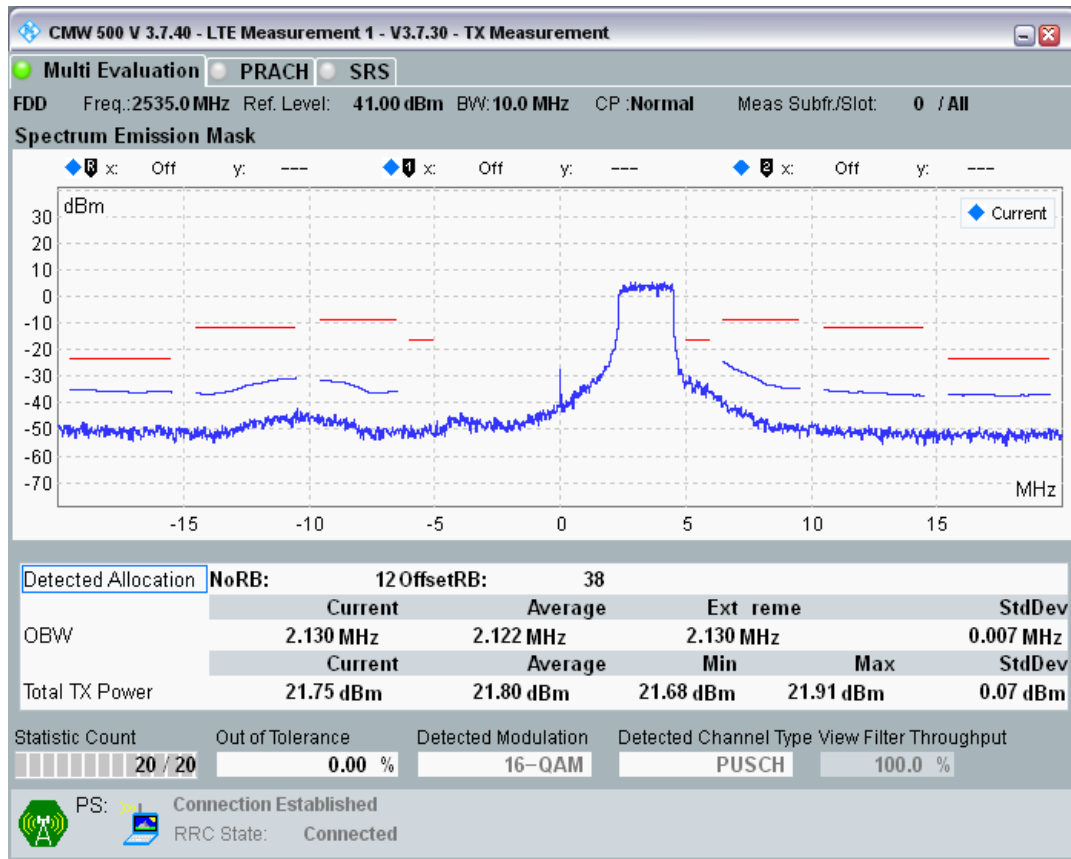 CMW 500 V 3.7.40 - LTE Measurement 1 - V3.7.30 - TX Measurement
Multi Evaluation PRACH SRS
FDD Freq.:2535.0 MHz Ref. Level: 41.00 dBm BW:10.0 MHz CP :Normal Meas Subfr./Slot: 0 / All
Spectrum Emission Mask
R x: Off y: --- 1 x: Off y: --- 2 x: Off y: ---
dBm
Current
30
20
10
0
-10
-20
-30
-40
-50
-60
-70
MHz
-15 -10 -5 0 5 10 15
Detected Allocation NoRB: 12 OffsetRB: 38
Current Average Ext reme StdDev
OBW 2.130 MHz 2.122 MHz 2.130 MHz 0.007 MHz
Current Average Min Max StdDev
Total TX Power 21.75 dBm 21.80 dBm 21.68 dBm 21.91 dBm 0.07 dBm
Statistic Count Out of Tolerance Detected Modulation Detected Channel Type View Filter Throughput
20 / 20 0.00 % 16-QAM PUSCH 100.0 %
PS: Connection Established
RRC State: Connected